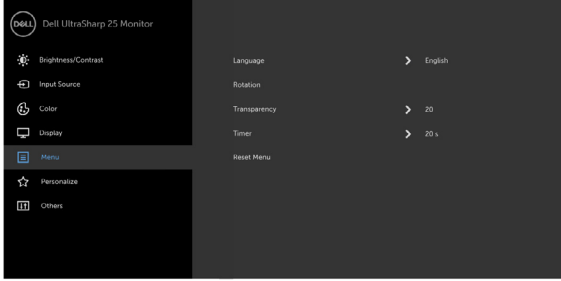 DELL Dell UltraSharp 25 Monitor
Brightness/Contrast
Input Source
Color
Display
Menu
Personalize
Others
Language English
Rotation
Transparency 20
Timer 20 s
Reset Menu